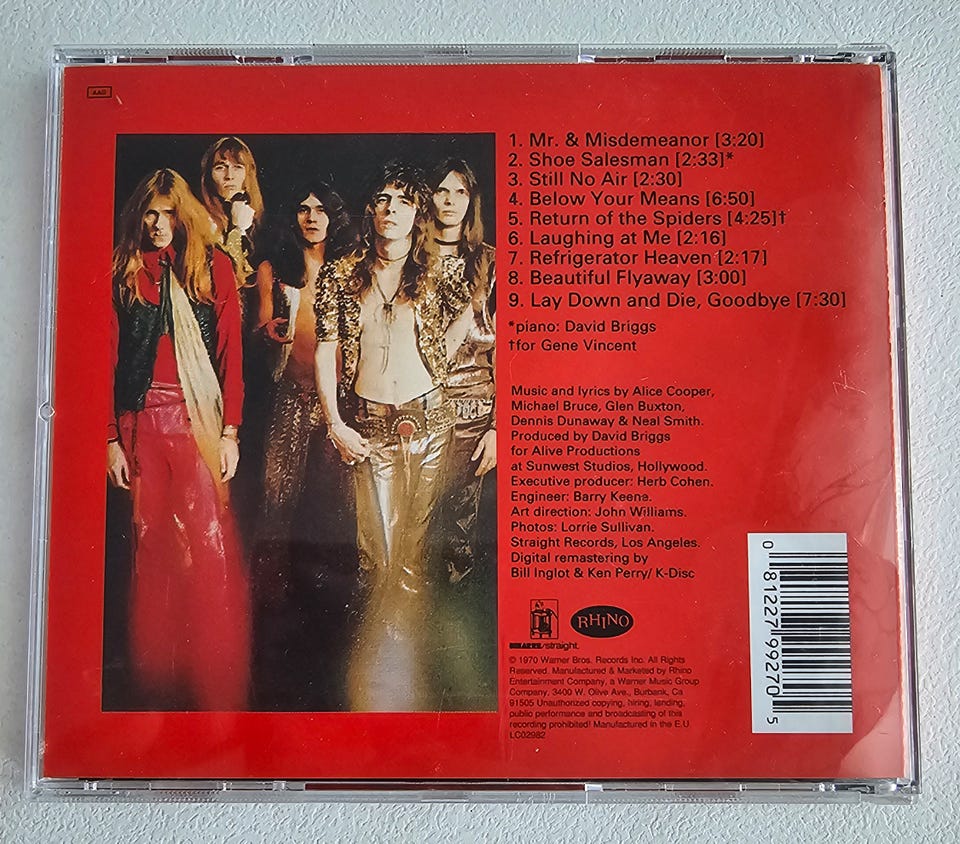 AAD
1. Mr. & Misdemeanor [3:20]
2. Shoe Salesman [2:33]*
3. Still No Air [2:30]
4. Below Your Means [6:50]
5. Return of the Spiders [4:25]†
6. Laughing at Me [2:16]
7. Refrigerator Heaven [2:17]
8. Beautiful Flyaway [3:00]
9. Lay Down and Die, Goodbye [7:30]
*piano: David Briggs
†for Gene Vincent
Music and lyrics by Alice Cooper,
Michael Bruce, Glen Buxton,
Dennis Dunaway & Neal Smith.
Produced by David Briggs
for Alive Productions
at Sunwest Studios, Hollywood.
Executive producer: Herb Cohen.
Engineer: Barry Keene.
Art direction: John Williams.
Photos: Lorrie Sullivan.
Straight Records, Los Angeles.
Digital remastering by
Bill Inglot & Ken Perry/ K-Disc
RHINO
/straight.
© 1970 Warner Bros. Records Inc. All Rights
Reserved. Manufactured & Marketed by Rhino
Entertainment Company, a Warner Music Group
Company, 3400 W. Olive Ave., Burbank, Ca
91505 Unauthorized copying, hiring, lending,
public performance and broadcasting of this
recording prohibited! Manufactured in the E.U.
LC02982
0 81227 99270 5